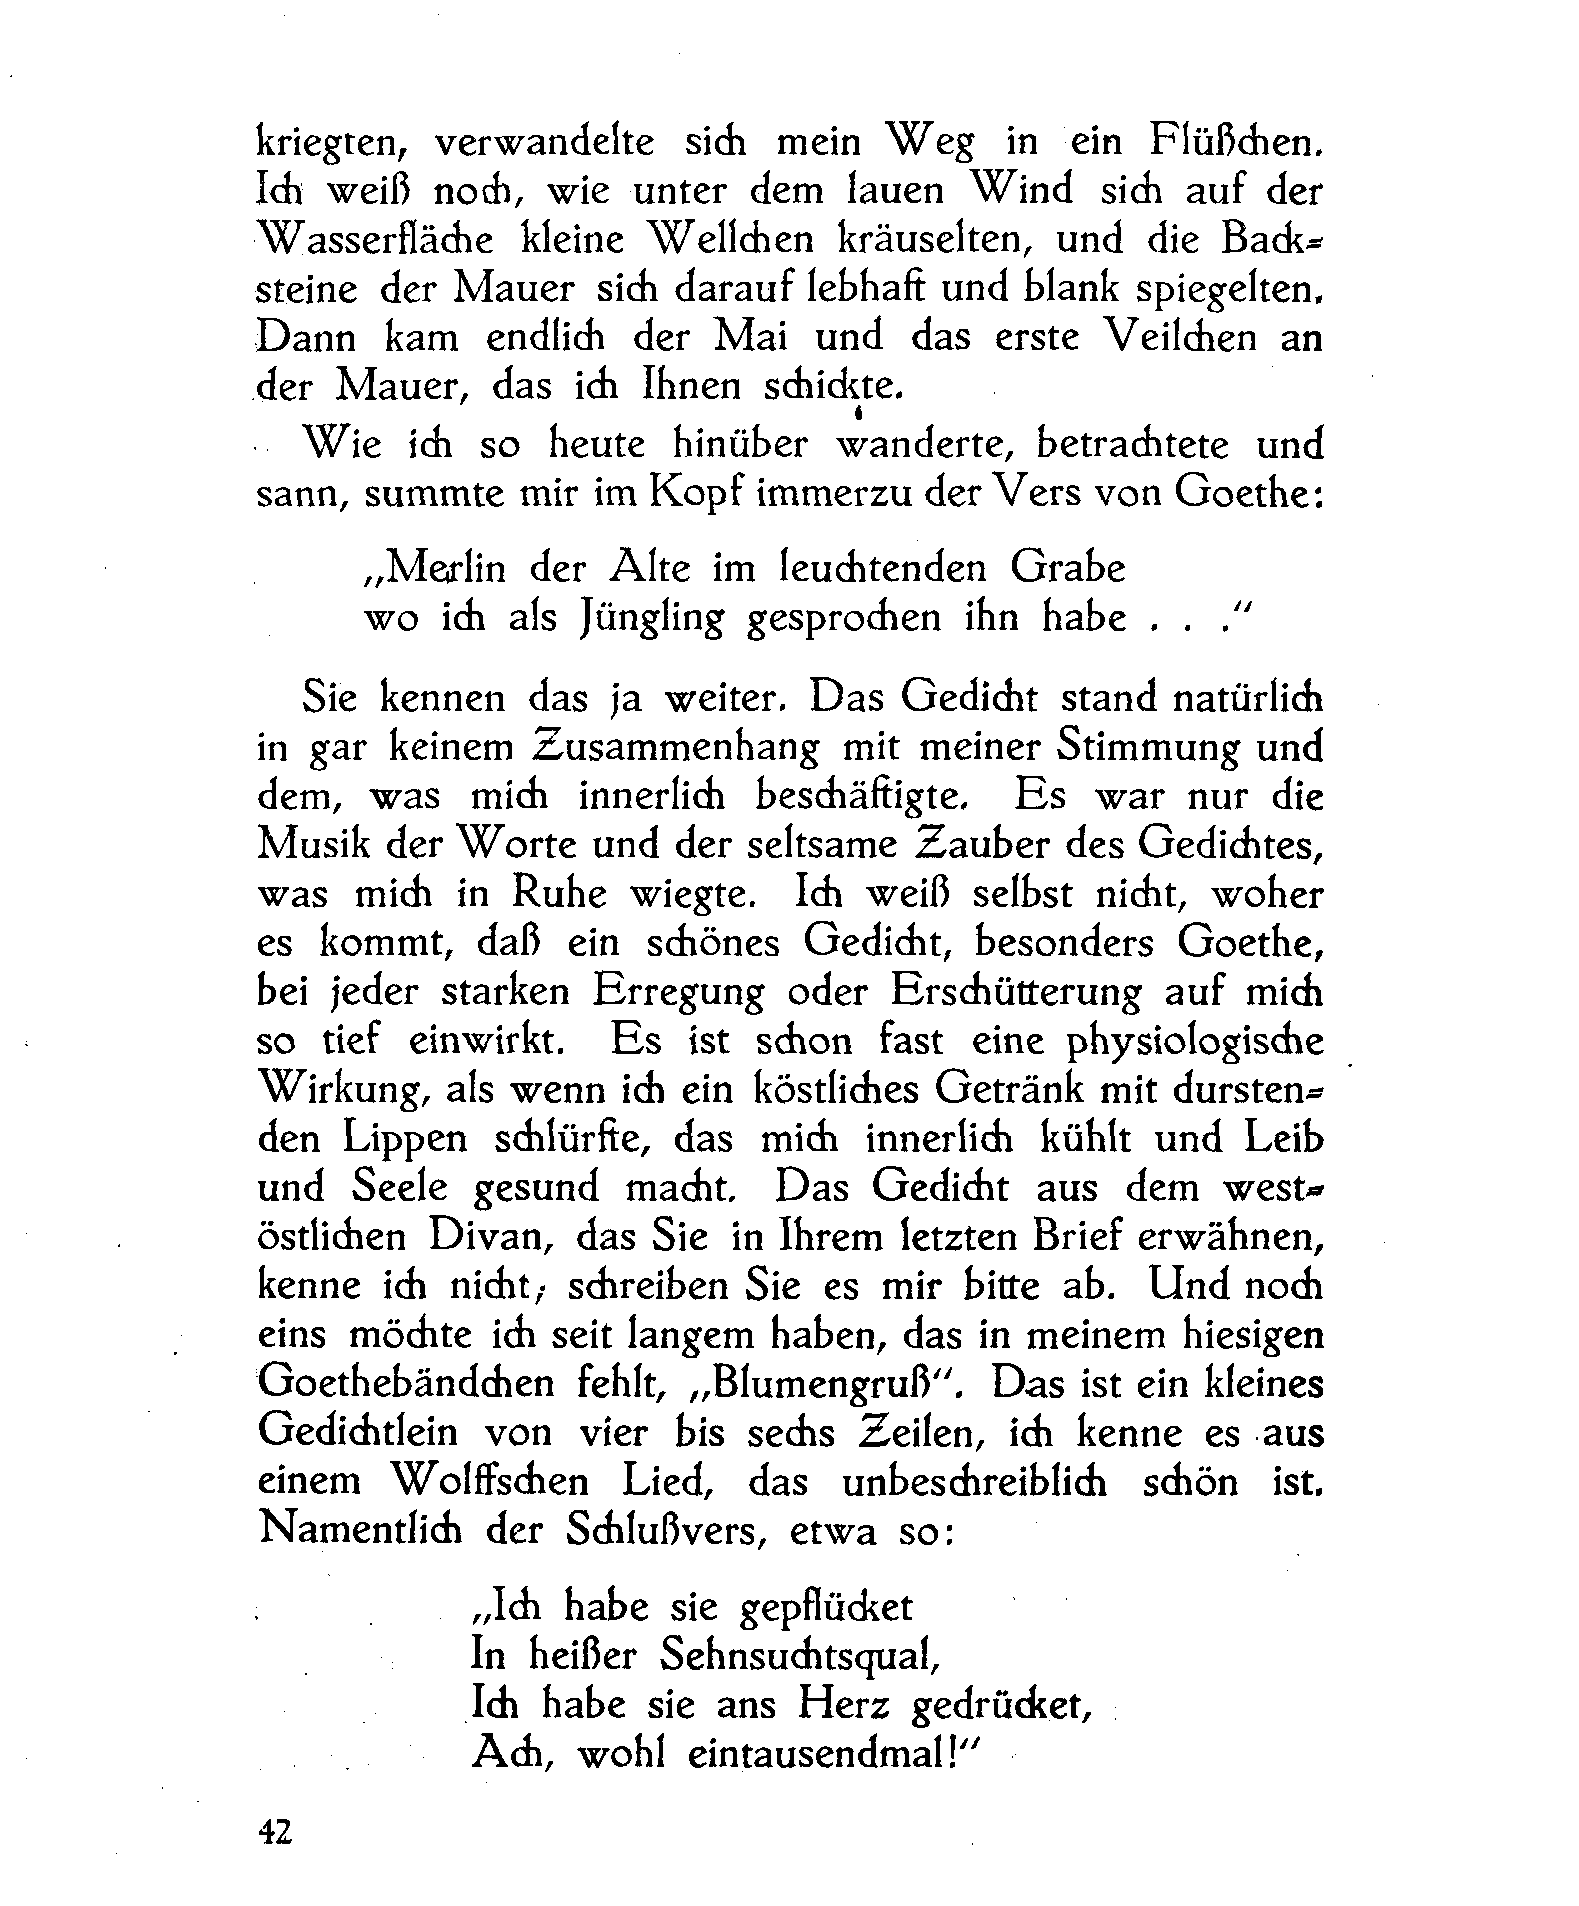 kriegten, verwandelte sich mein Weg in ein Flüßchen.
Ich weiß noch, wie unter dem lauen Wind sich auf der
Wasserfläche kleine Wellchen kräuselten, und die Back-
steine der Mauer sich darauf lebhaft und blank spiegelten.
Dann kam endlich der Mai und das erste Veilchen an
der Mauer, das ich Ihnen schickte.
Wie ich so heute hinüber wanderte, betrachtete und
sann, summte mir im Kopf immerzu der Vers von Goethe:
„Merlin der Alte im leuchtenden Grabe
wo ich als Jüngling gesprochen ihn habe . . ."
Sie kennen das ja weiter. Das Gedicht stand natürlich
in gar keinem Zusammenhang mit meiner Stimmung und
dem, was mich innerlich beschäftigte. Es war nur die
Musik der Worte und der seltsame Zauber des Gedichtes,
was mich in Ruhe wiegte. Ich weiß selbst nicht, woher
es kommt, daß ein schönes Gedicht, besonders Goethe,
bei jeder starken Erregung oder Erschütterung auf mich
so tief einwirkt. Es ist schon fast eine physiologische
Wirkung, als wenn ich ein köstliches Getränk mit dursten-
den Lippen schlürfte, das mich innerlich kühlt und Leib
und Seele gesund macht. Das Gedicht aus dem west-
östlichen Divan, das Sie in Ihrem letzten Brief erwähnen,
kenne ich nicht; schreiben Sie es mir bitte ab. Und noch
eins möchte ich seit langem haben, das in meinem hiesigen
Goethebändchen fehlt, „Blumengruß". Das ist ein kleines
Gedichtlein von vier bis sechs Zeilen, ich kenne es aus
einem Wolffschen Lied, das unbeschreiblich schön ist.
Namentlich der Schlußvers, etwa so:
„Ich habe sie gepflücket
In heißer Sehnsuchtsqual,
Ich habe sie ans Herz gedrücket,
Ach, wohl eintausendmal!"
42